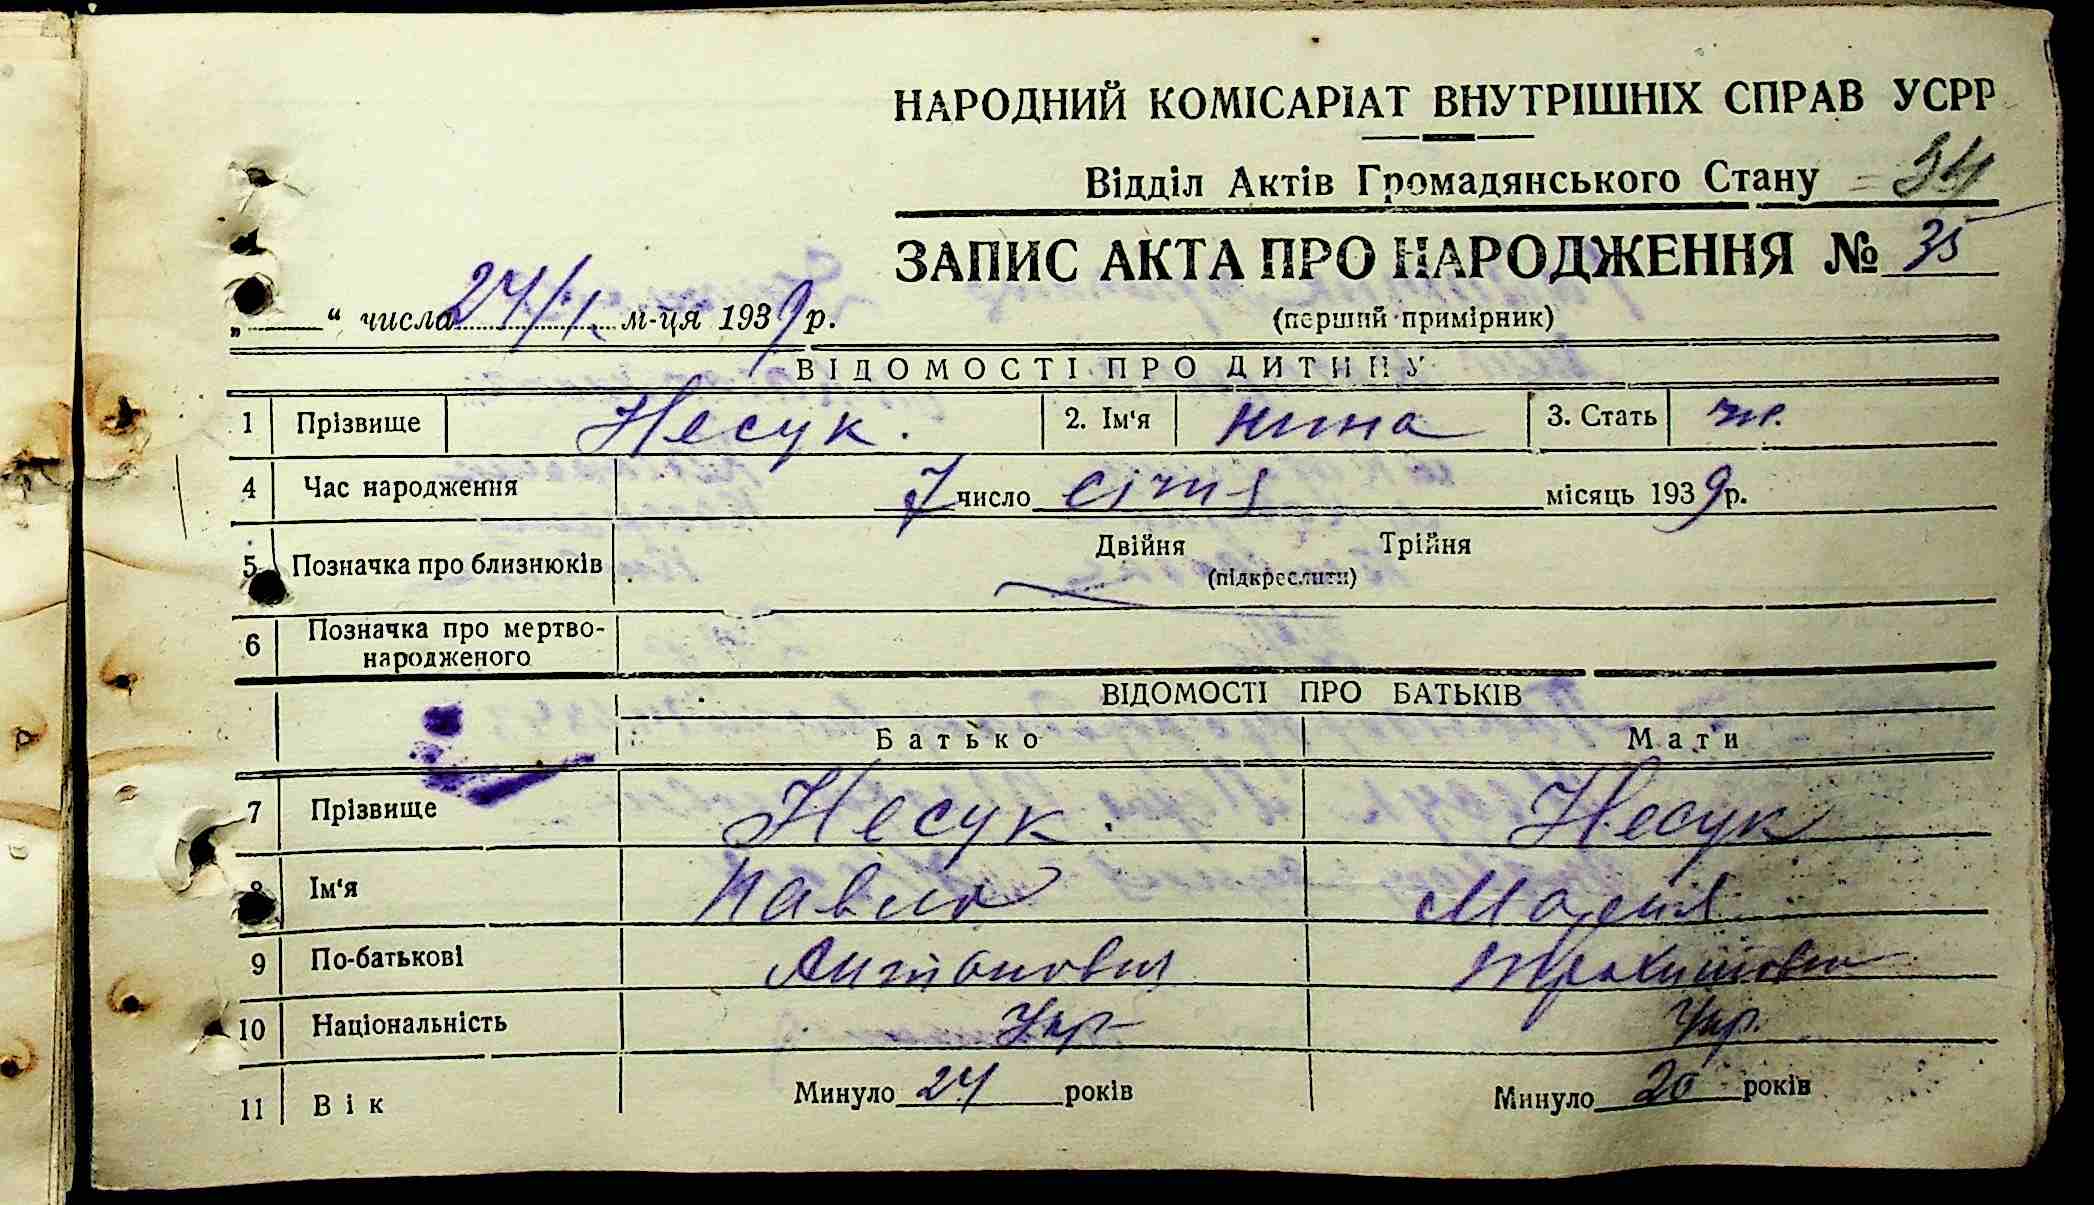 НАРОДНИЙ КОМІСАРІАТ ВНУТРІШНІХ СПРАВ УСРР
Відділ Актів Громадянського Стану 34
ЗАПИС АКТА ПРО НАРОДЖЕННЯ № 35
„ “ числа 24/I м-ця 1939 р.
(перший примірник)
ВІДОМОСТІ ПРО ДИТИНУ
1 Прізвище Несук. 2. Ім'я нина 3. Стать ж.
4 Час народження 7 число січня місяць 1939 р.
5 Позначка про близнюків Двійня Трійня
(підкреслити)
6 Позначка про мертво-
народженого
ВІДОМОСТІ ПРО БАТЬКІВ
Батько Мати
7 Прізвище Несук. Несук
8 Ім'я Павло Мария
9 По-батькові Антонович Трохимовна
10 Національність Укр- Укр.
11 Вік Минуло 24 років Минуло 20 років